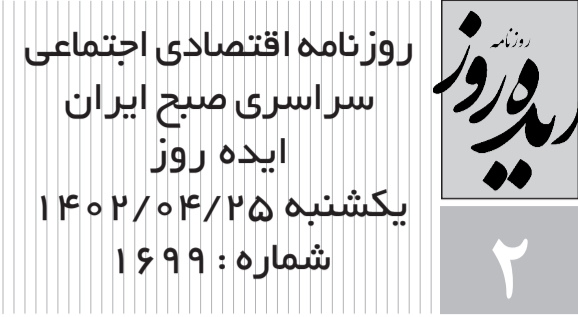 روزنامه اقتصادی اجتماعی
سراسری صبح ایران
ایده روز
یکشنبه ۱۴۰۲/۰۴/۲۵
شماره : ۱۶۹۹
روزنامه
ایده روز
۲